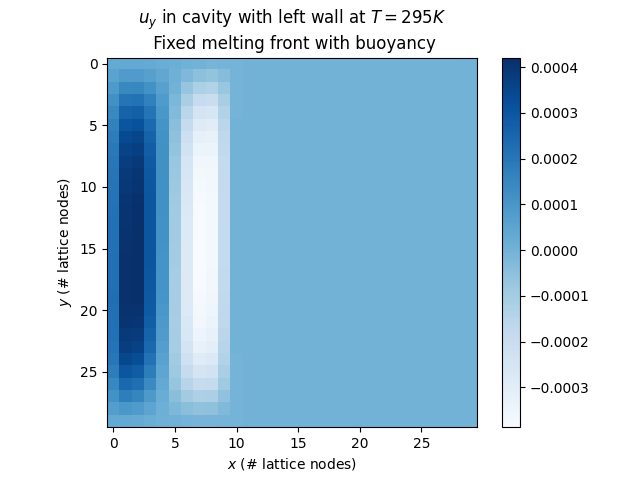 u_y in cavity with left wall at T = 295K
Fixed melting front with buoyancy
0
5
10
15
20
25
y (# lattice nodes)
0 5 10 15 20 25
x (# lattice nodes)
0.0004
0.0003
0.0002
0.0001
0.0000
−0.0001
−0.0002
−0.0003